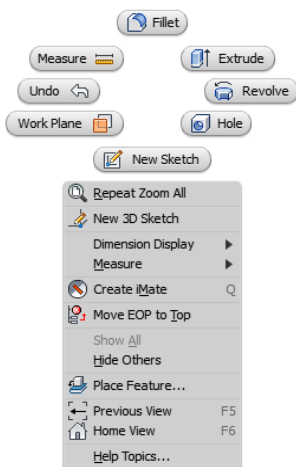 Fillet
Measure Extrude
Undo Revolve
Work Plane Hole
New Sketch
Repeat Zoom All
New 3D Sketch
Dimension Display
Measure
Create iMate Q
Move EOP to Top
Show All
Hide Others
Place Feature...
Previous View F5
Home View F6
Help Topics...